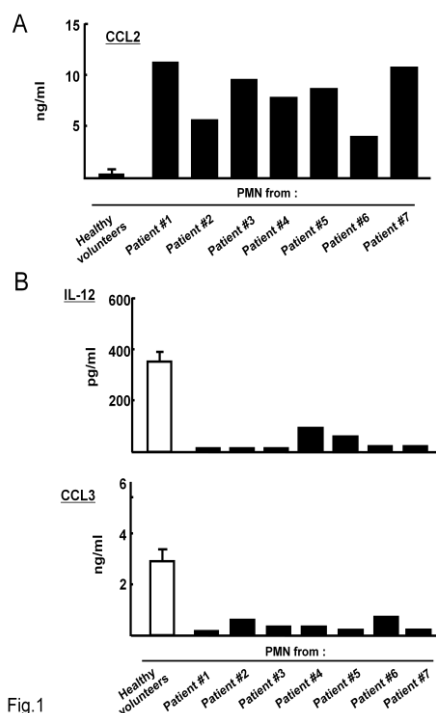 A
CCL2
15
10
5
ng/ml
PMN from :
Healthy
volunteers
Patient #1
Patient #2
Patient #3
Patient #4
Patient #5
Patient #6
Patient #7
B
IL-12
600
400
200
pg/ml
CCL3
6
4
2
ng/ml
PMN from :
Healthy
volunteers
Patient #1
Patient #2
Patient #3
Patient #4
Patient #5
Patient #6
Patient #7
Fig.1